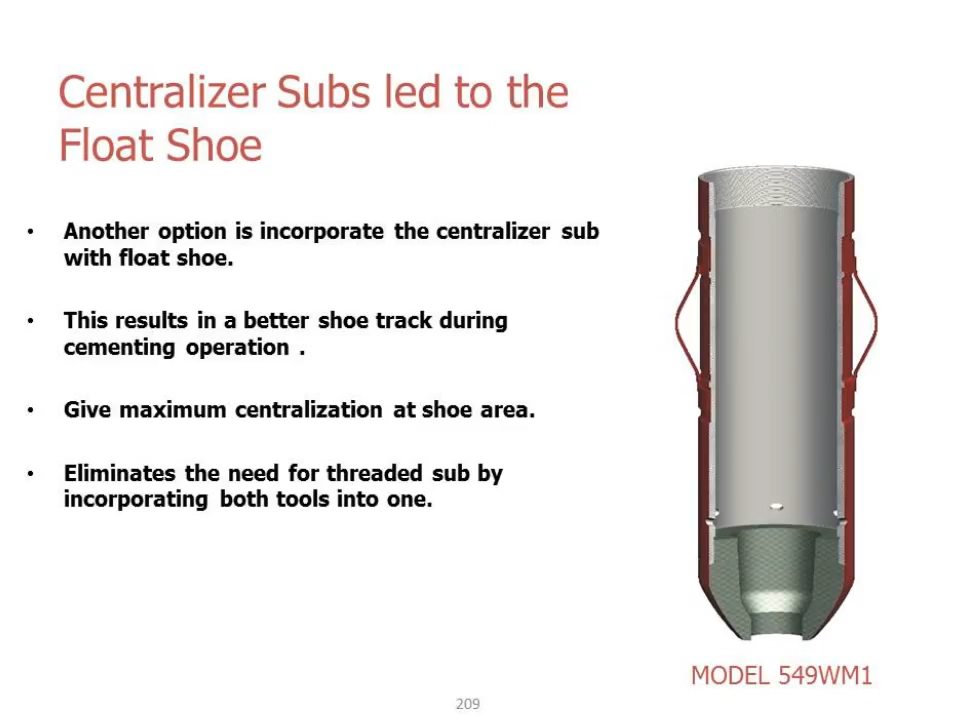 Centralizer Subs led to the
Float Shoe
• Another option is incorporate the centralizer sub
with float shoe.
• This results in a better shoe track during
cementing operation .
• Give maximum centralization at shoe area.
• Eliminates the need for threaded sub by
incorporating both tools into one.
MODEL 549WM1
209